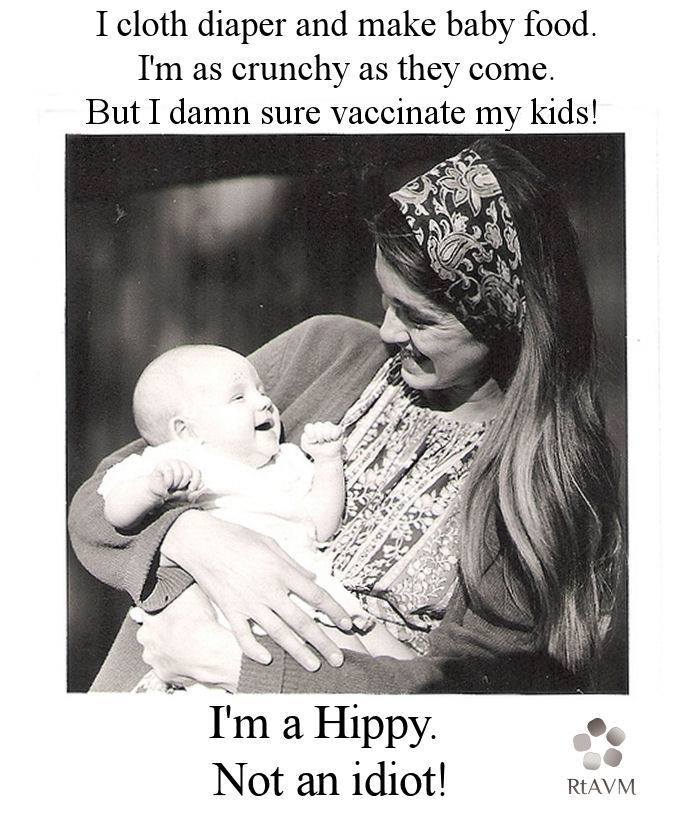 I cloth diaper and make baby food.
I'm as crunchy as they come.
But I damn sure vaccinate my kids!
I'm a Hippy.
Not an idiot!
RtAVM